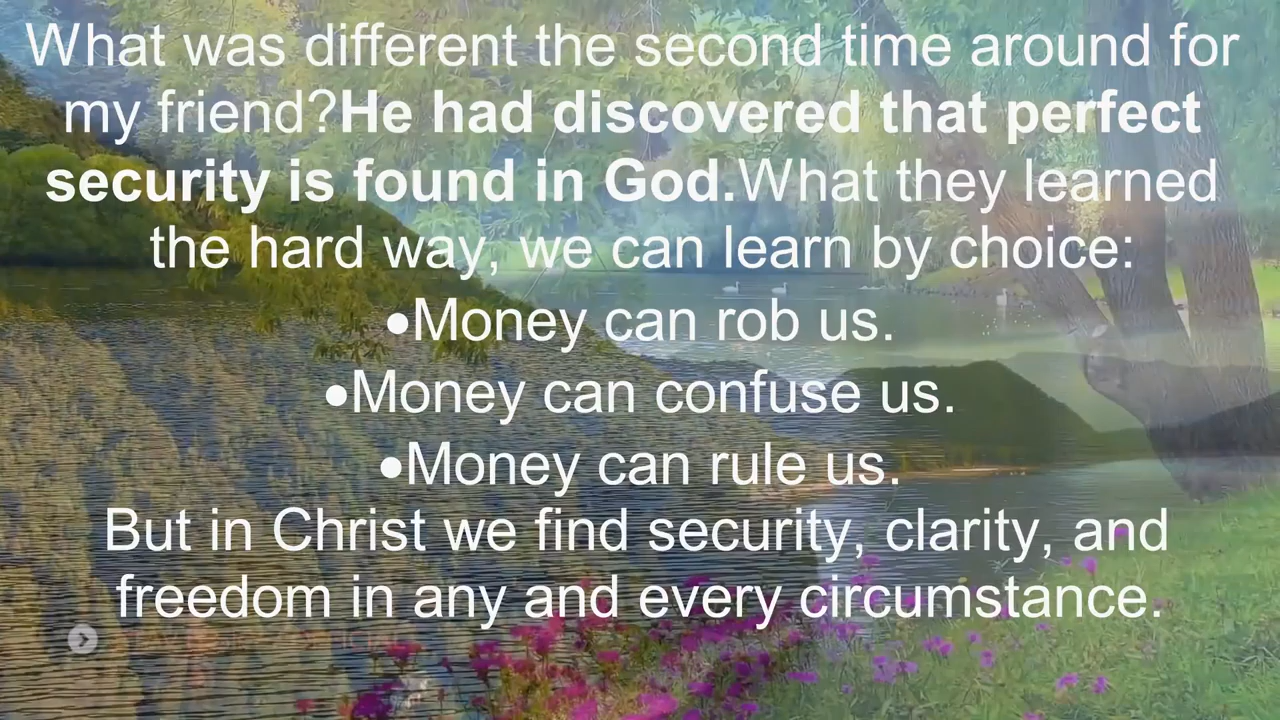 What was different the second time around for
my friend?He had discovered that perfect
security is found in God.What they learned
the hard way, we can learn by choice:
•Money can rob us.
•Money can confuse us.
•Money can rule us.
But in Christ we find security, clarity, and
freedom in any and every circumstance.